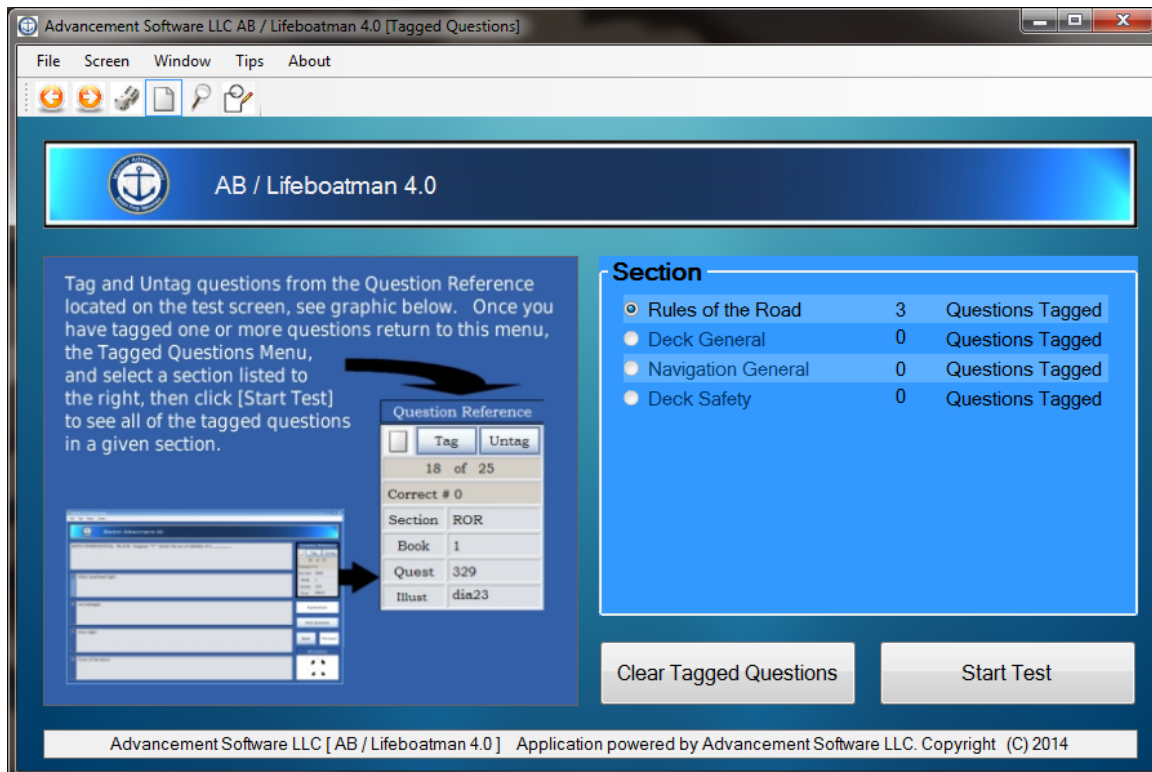 Advancement Software LLC AB / Lifeboatman 4.0 [Tagged Questions]
File Screen Window Tips About
AB / Lifeboatman 4.0
Tag and Untag questions from the Question Reference
located on the test screen, see graphic below. Once you
have tagged one or more questions return to this menu,
the Tagged Questions Menu,
and select a section listed to
the right, then click [Start Test]
to see all of the tagged questions
in a given section.
Question Reference
Tag Untag
18 of 25
Correct # 0
Section ROR
Book 1
Quest 329
Illust dia23
Section
Rules of the Road 3 Questions Tagged
Deck General 0 Questions Tagged
Navigation General 0 Questions Tagged
Deck Safety 0 Questions Tagged
Clear Tagged Questions
Start Test
Advancement Software LLC [ AB / Lifeboatman 4.0 ] Application powered by Advancement Software LLC. Copyright (C) 2014